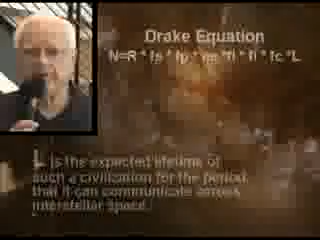 Drake Equation
N=R * fs * fp * ne *fl * fi * fc *L
L is the expected lifetime of
such a civilization for the period
that it can communicate across
interstellar space.